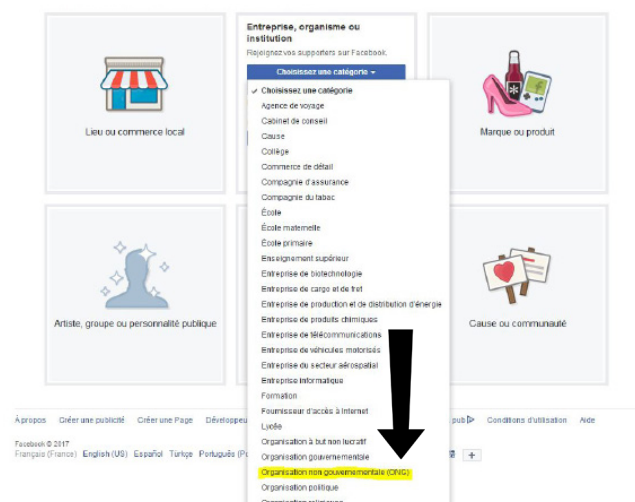 Entreprise, organisme ou
institution
Rejoignez vos supporters sur Facebook.
Choisissez une catégorie
Lieu ou commerce local
Marque ou produit
✓ Choisissez une catégorie
Agence de voyage
Cabinet de conseil
Cause
Collège
Commerce de détail
Compagnie d'assurance
Compagnie du tabac
École
École maternelle
École primaire
Enseignement supérieur
Entreprise de biotechnologie
Entreprise de cargo et de fret
Entreprise de production et de distribution d'énergie
Entreprise de produits chimiques
Entreprise de télécommunications
Entreprise de véhicules motorisés
Entreprise du secteur aérospatial
Entreprise informatique
Formation
Fournisseur d'accès à Internet
Lycée
Organisation à but non lucratif
Organisation gouvernementale
Organisation non gouvernementale (ONG)
Organisation politique
Organisation religieuse
Artiste, groupe ou personnalité publique
Cause ou communauté
À propos Créer une publicité Créer une Page Développeu pub Conditions d'utilisation Aide
Facebook © 2017
Français (France) English (US) Español Türkçe Português (Po